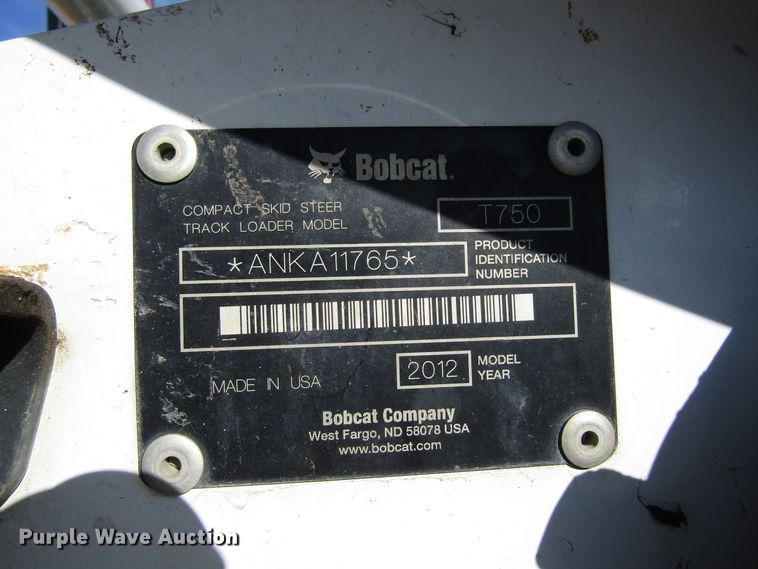 Bobcat.
COMPACT SKID STEER
TRACK LOADER MODEL
T750
*ANKA11765*
PRODUCT
IDENTIFICATION
NUMBER
MADE IN USA
2012
MODEL
YEAR
Bobcat Company
West Fargo, ND 58078 USA
www.bobcat.com
Purple Wave Auction